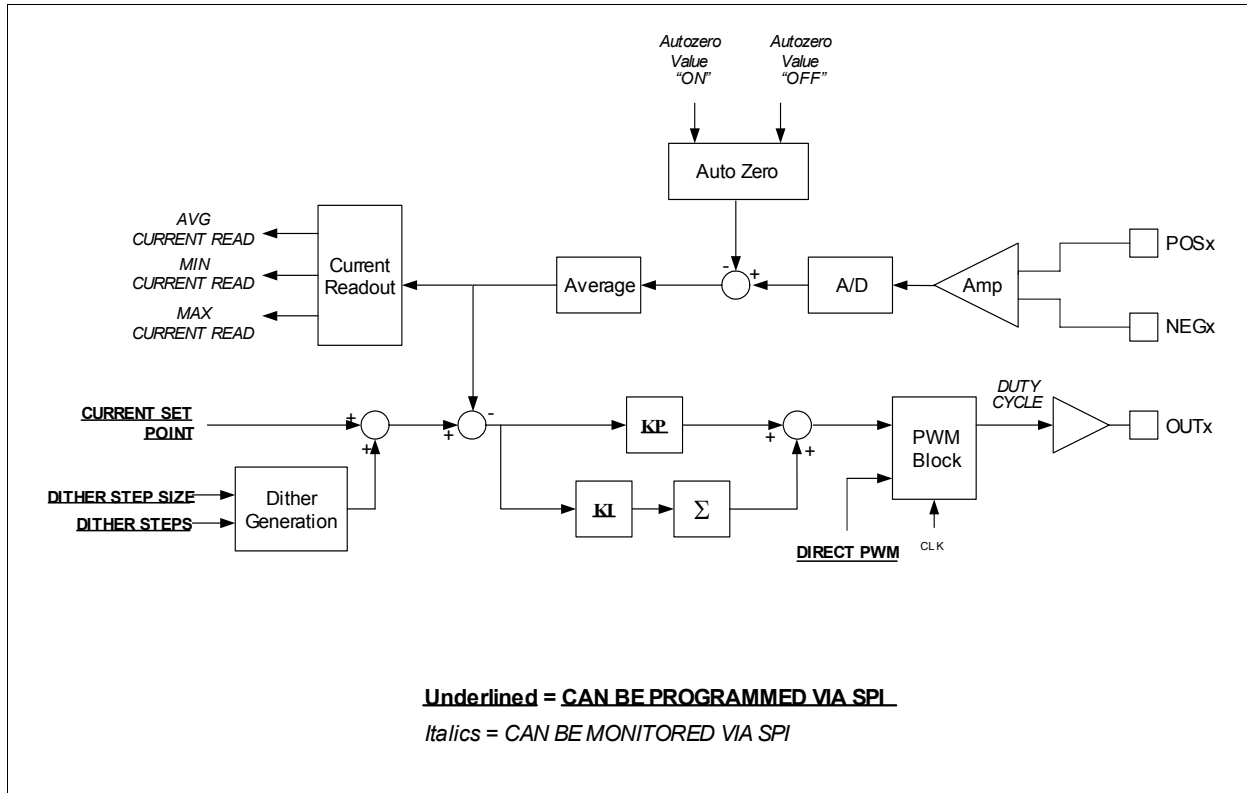 Autozero
Value
"ON"
Autozero
Value
"OFF"
Auto Zero
AVG
CURRENT READ
MIN
CURRENT READ
MAX
CURRENT READ
Current
Readout
Average
-
+
A/D
Amp
POSx
NEGx
CURRENT SET
POINT
+
+
+
-
KP
+
+
PWM
Block
DUTY
CYCLE
OUTx
DITHER STEP SIZE
DITHER STEPS
Dither
Generation
KI
Σ
DIRECT PWM
CLK
Underlined = CAN BE PROGRAMMED VIA SPI
Italics = CAN BE MONITORED VIA SPI